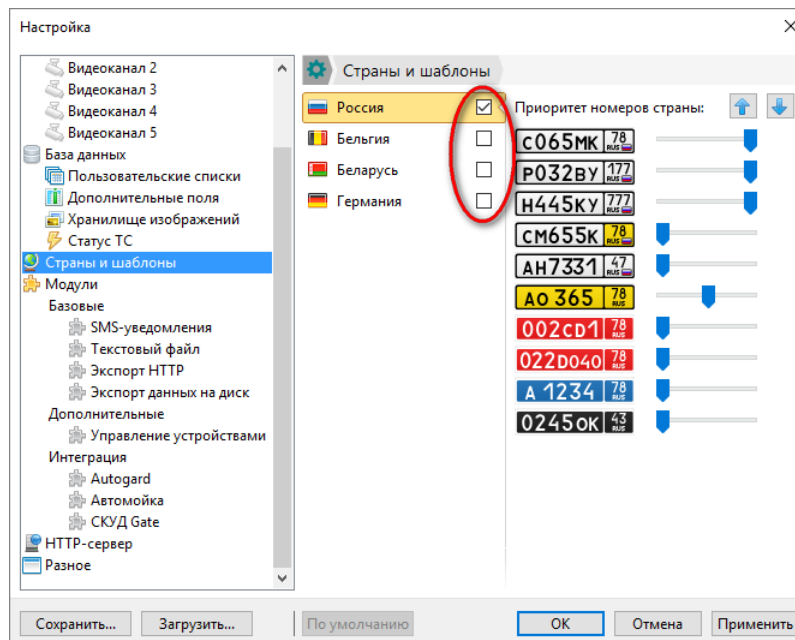 Настройка
Видеоканал 2
Видеоканал 3
Видеоканал 4
Видеоканал 5
База данных
Пользовательские списки
Дополнительные поля
Хранилище изображений
Статус ТС
Страны и шаблоны
Модули
Базовые
SMS-уведомления
Текстовый файл
Экспорт HTTP
Экспорт данных на диск
Дополнительные
Управление устройствами
Интеграция
Autogard
Автомойка
СКУД Gate
HTTP-сервер
Разное
Страны и шаблоны
Россия
Бельгия
Беларусь
Германия
Приоритет номеров страны:
С065МК 78 RUS
Р032ВУ 177 RUS
Н445КУ 777 RUS
СМ655К 78 RUS
АН7331 47 RUS
АО 365 78 RUS
002CD1 78 RUS
022D040 78 RUS
А 1234 78 RUS
0245ОК 43 RUS
Сохранить...
Загрузить...
По умолчанию
ОК
Отмена
Применить